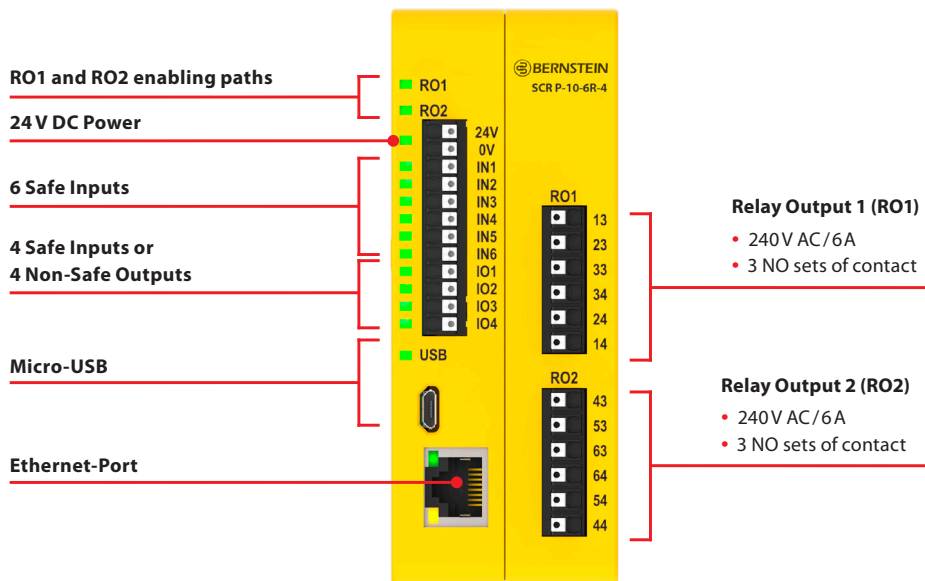 RO1 and RO2 enabling paths
24 V DC Power
6 Safe Inputs
4 Safe Inputs or
4 Non-Safe Outputs
Micro-USB
Ethernet-Port
RO1
RO2
24V
0V
IN1
IN2
IN3
IN4
IN5
IN6
IO1
IO2
IO3
IO4
USB
BERNSTEIN
SCR P-10-6R-4
RO1
13
23
33
34
24
14
RO2
43
53
63
64
54
44
Relay Output 1 (RO1)
• 240 V AC / 6 A
• 3 NO sets of contact
Relay Output 2 (RO2)
• 240 V AC / 6 A
• 3 NO sets of contact